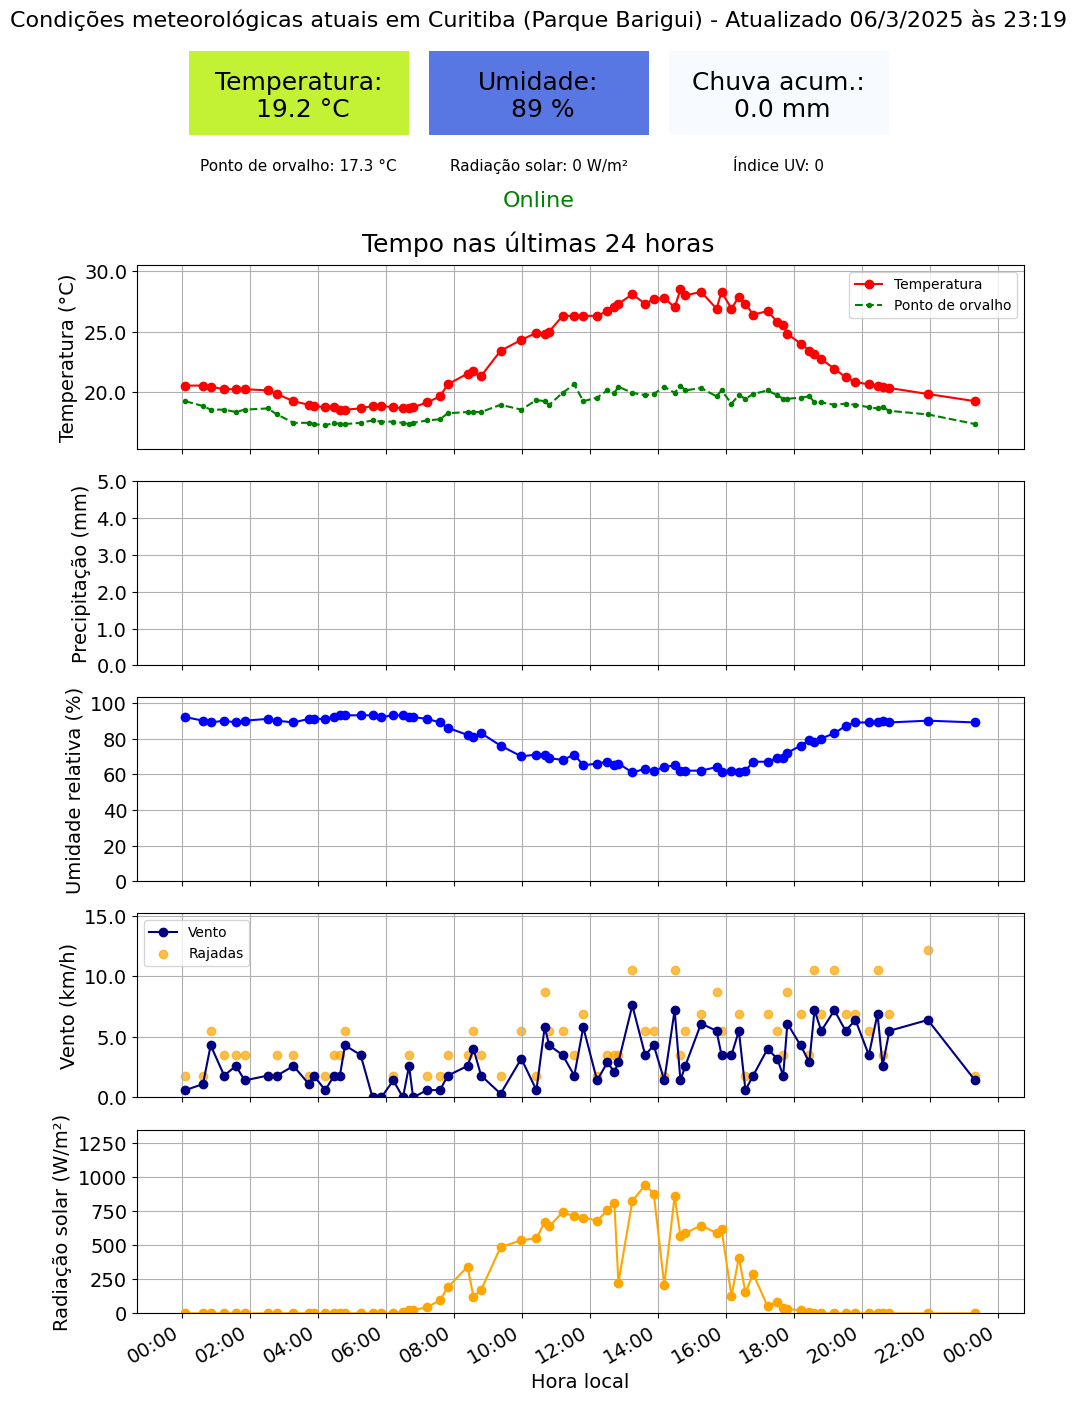 Condições meteorológicas atuais em Curitiba (Parque Barigui) - Atualizado 06/3/2025 às 23:19
Temperatura:
19.2 °C
Umidade:
89 %
Chuva acum.:
0.0 mm
Ponto de orvalho: 17.3 °C
Radiação solar: 0 W/m²
Índice UV: 0
Online
Tempo nas últimas 24 horas
Temperatura (°C)
30.0
25.0
20.0
Temperatura
Ponto de orvalho
Precipitação (mm)
5.0
4.0
3.0
2.0
1.0
0.0
Umidade relativa (%)
100
80
60
40
20
0
Vento (km/h)
15.0
10.0
5.0
0.0
Vento
Rajadas
Radiação solar (W/m²)
1250
1000
750
500
250
0
00:00
02:00
04:00
06:00
08:00
10:00
12:00
14:00
16:00
18:00
20:00
22:00
00:00
Hora local